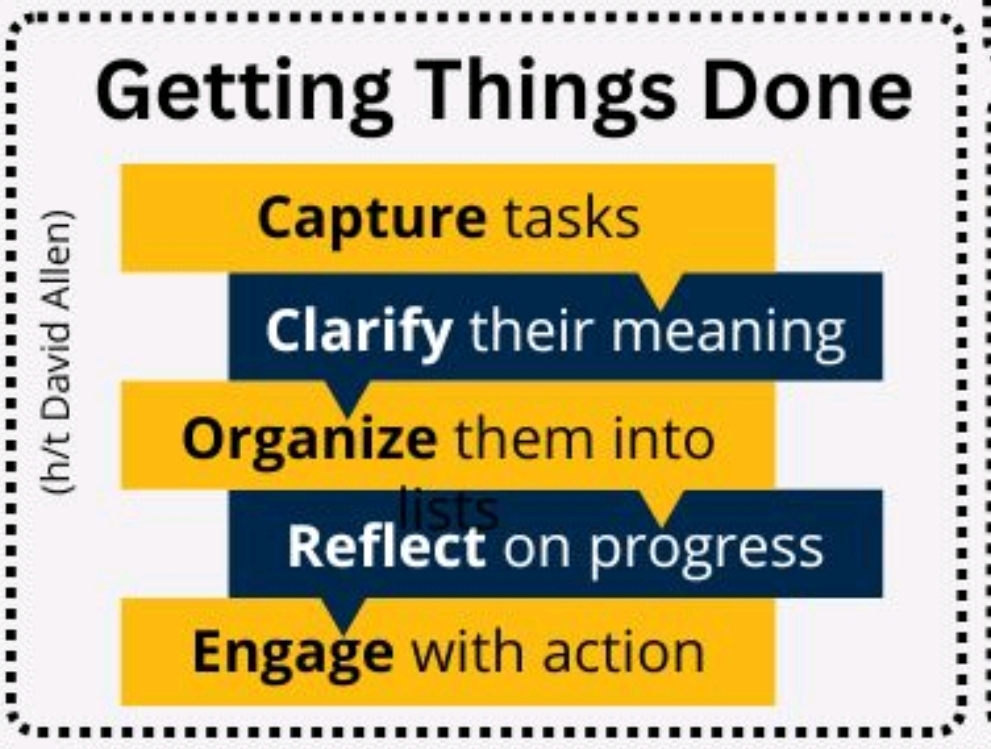 Getting Things Done
(h/t David Allen)
Capture tasks
Clarify their meaning
Organize them into
lists
Reflect on progress
Engage with action